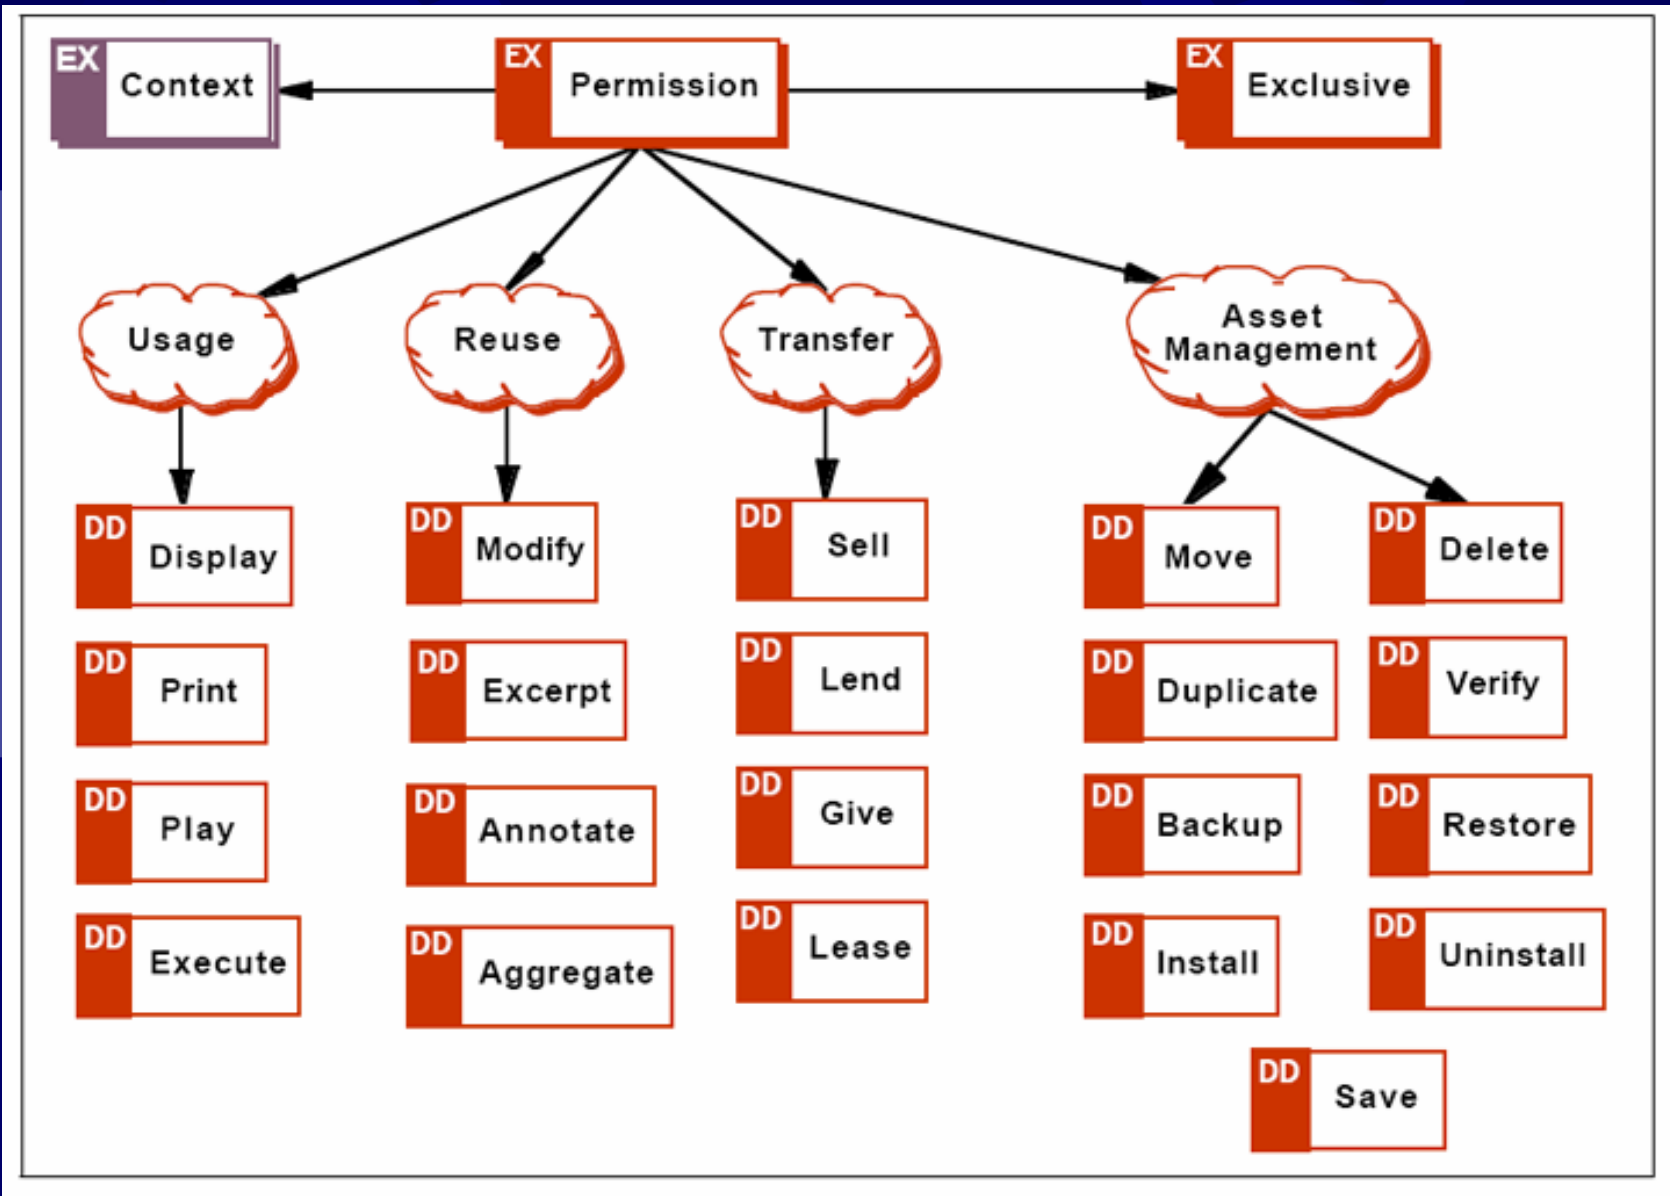 EX Context
EX Permission
EX Exclusive
Usage
Reuse
Transfer
Asset
Management
DD Display
DD Print
DD Play
DD Execute
DD Modify
DD Excerpt
DD Annotate
DD Aggregate
DD Sell
DD Lend
DD Give
DD Lease
DD Move
DD Duplicate
DD Backup
DD Install
DD Delete
DD Verify
DD Restore
DD Uninstall
DD Save